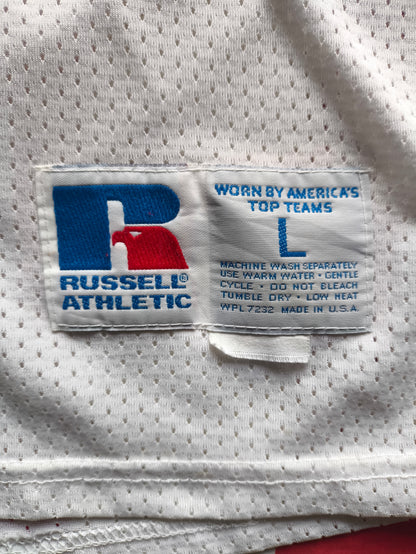 RUSSELL®
ATHLETIC
WORN BY AMERICA'S
TOP TEAMS
L
MACHINE WASH SEPARATELY
USE WARM WATER • GENTLE
CYCLE • DO NOT BLEACH
TUMBLE DRY • LOW HEAT
WPL 7232 MADE IN U.S.A.